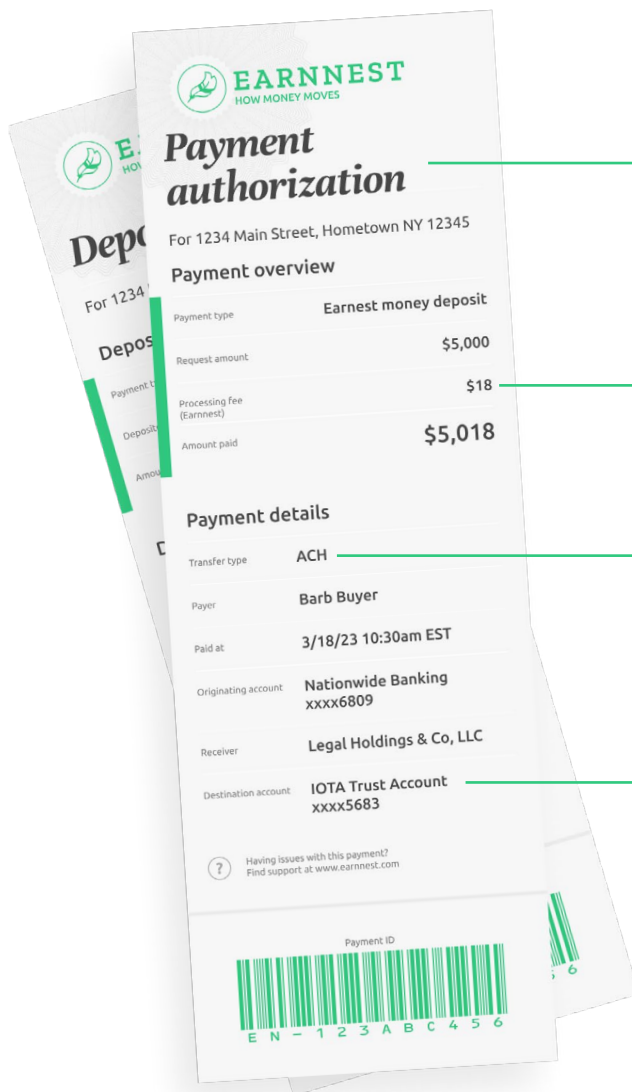 EARNNEST
HOW MONEY MOVES
Payment
authorization
For 1234 Main Street, Hometown NY 12345
Payment overview
Payment type Earnest money deposit
Request amount $5,000
Processing fee
(Earnnest) $18
Amount paid $5,018
Payment details
Transfer type ACH
Payer Barb Buyer
Paid at 3/18/23 10:30am EST
Originating account Nationwide Banking
xxxx6809
Receiver Legal Holdings & Co, LLC
Destination account IOTA Trust Account
xxxx5683
? Having issues with this payment?
Find support at www.earnnest.com
Payment ID
EN-123ABC456
For 1234
Payment
Amou
6